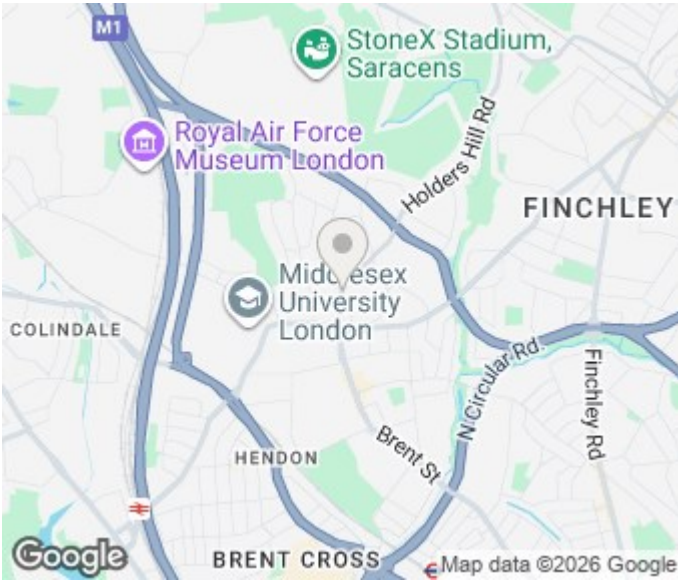 M1
StoneX Stadium,
Saracens
Royal Air Force
Museum London
Holders Hill Rd
FINCHLEY
Middlesex
University
London
COLINDALE
N Circular Rd.
Finchley Rd
Brent St
HENDON
BRENT CROSS
Google
Map data ©2026 Google